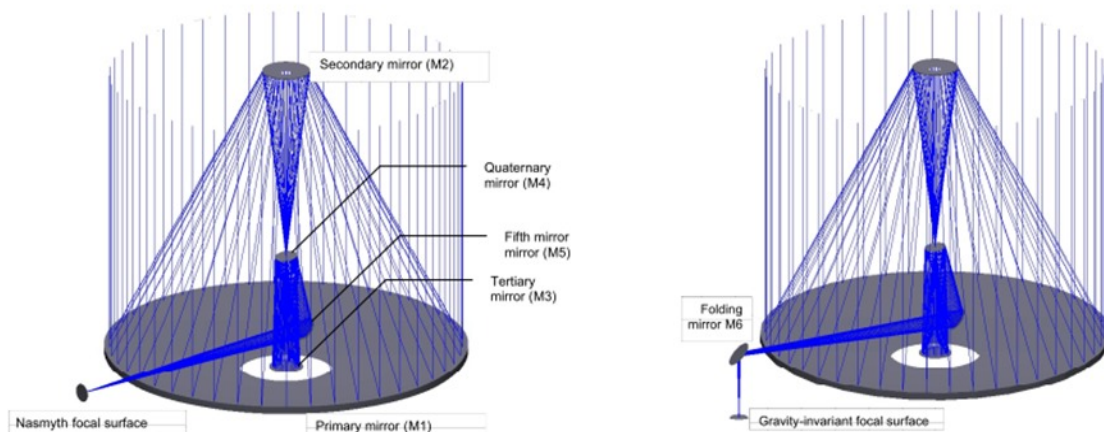 Secondary mirror (M2)
Quaternary
mirror (M4)
Fifth mirror
mirror (M5)
Tertiary
mirror (M3)
Nasmyth focal surface
Primary mirror (M1)
Folding
mirror M6
Gravity-invariant focal surface